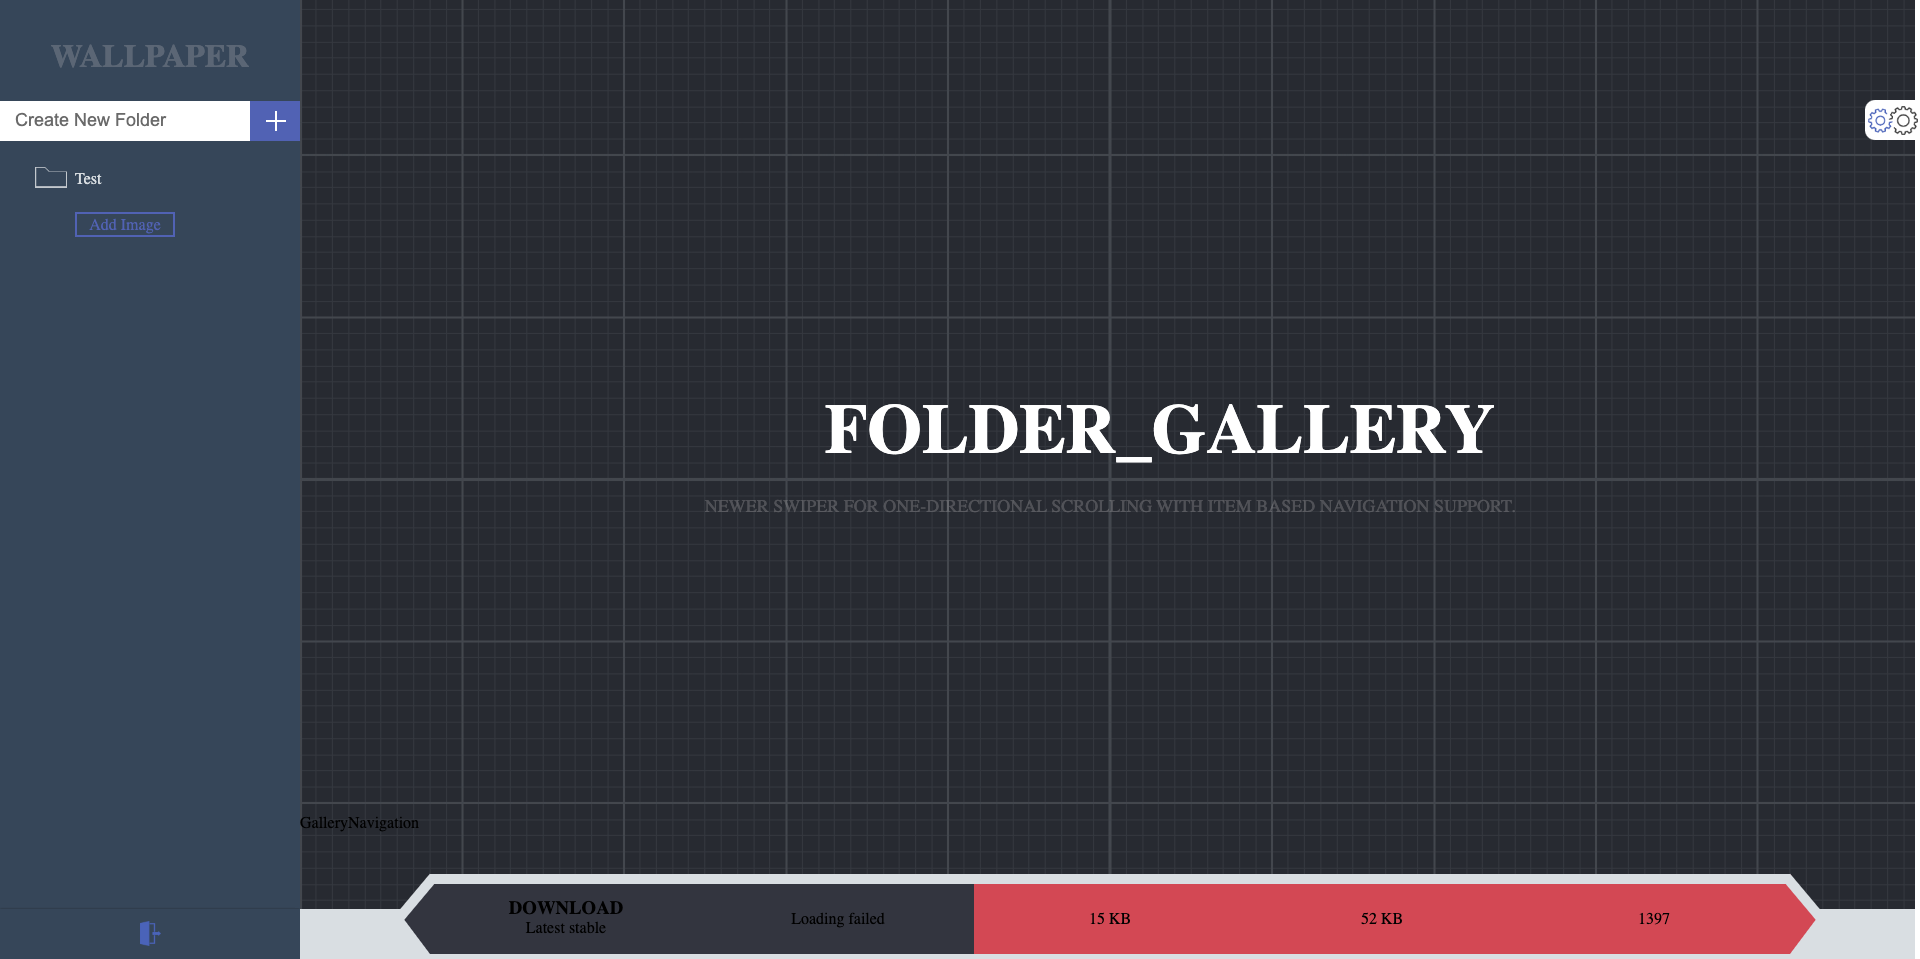 WALLPAPER
Create New Folder
Test
Add Image
FOLDER_GALLERY
NEWER SWIPER FOR ONE-DIRECTIONAL SCROLLING WITH ITEM BASED NAVIGATION SUPPORT.
GalleryNavigation
DOWNLOAD
Latest stable
Loading failed
15 KB
52 KB
1397